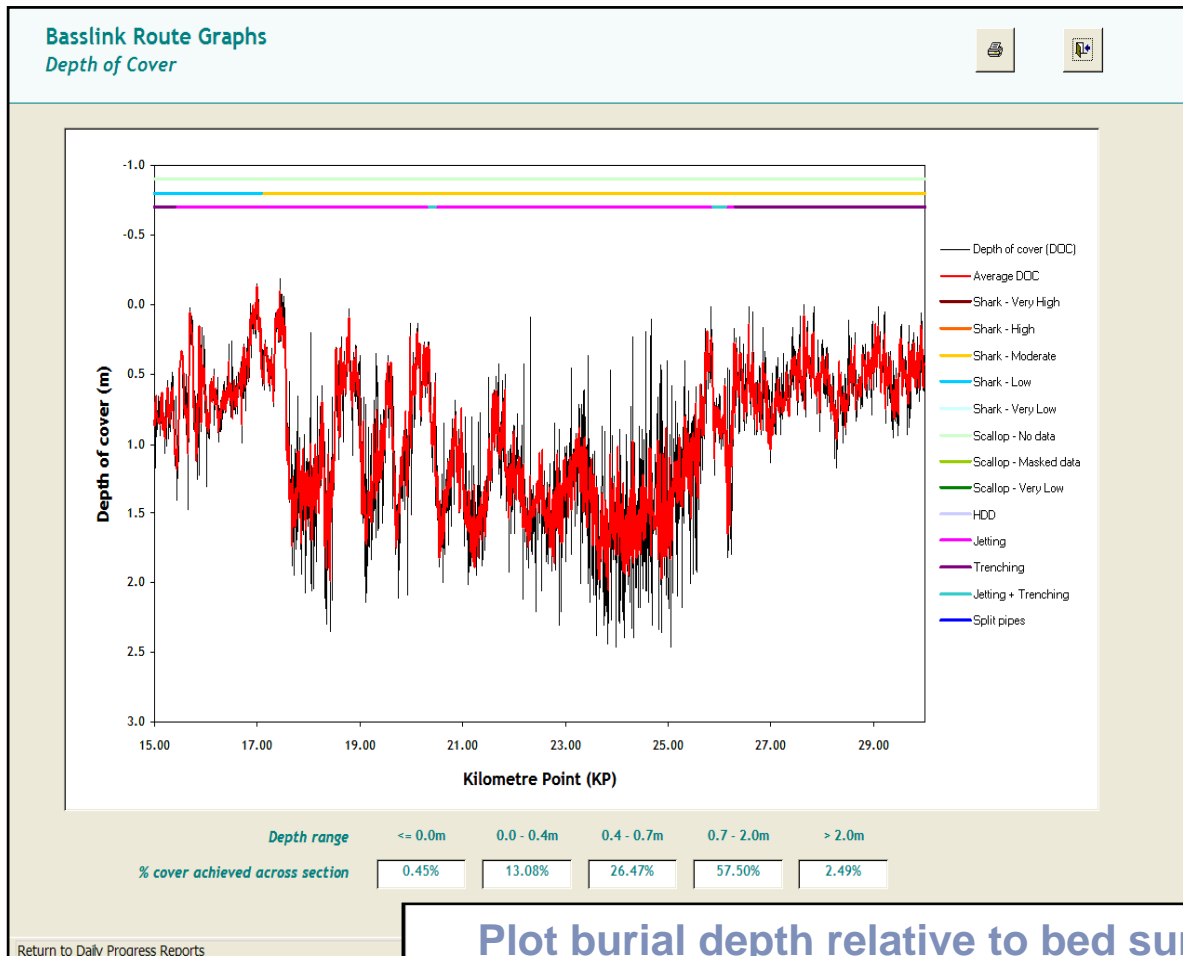 Basslink Route Graphs
Depth of Cover
-1.0
-0.5
0.0
0.5
1.0
1.5
2.0
2.5
3.0
Depth of cover (m)
15.00 17.00 19.00 21.00 23.00 25.00 27.00 29.00
Kilometre Point (KP)
Depth of cover (DOC)
Average DOC
Shark - Very High
Shark - High
Shark - Moderate
Shark - Low
Shark - Very Low
Scallop - No data
Scallop - Masked data
Scallop - Very Low
HDD
Jetting
Trenching
Jetting + Trenching
Split pipes
Depth range <= 0.0m 0.0 - 0.4m 0.4 - 0.7m 0.7 - 2.0m > 2.0m
% cover achieved across section 0.45% 13.08% 26.47% 57.50% 2.49%
Return to Daily Progress Reports
Plot burial depth relative to bed